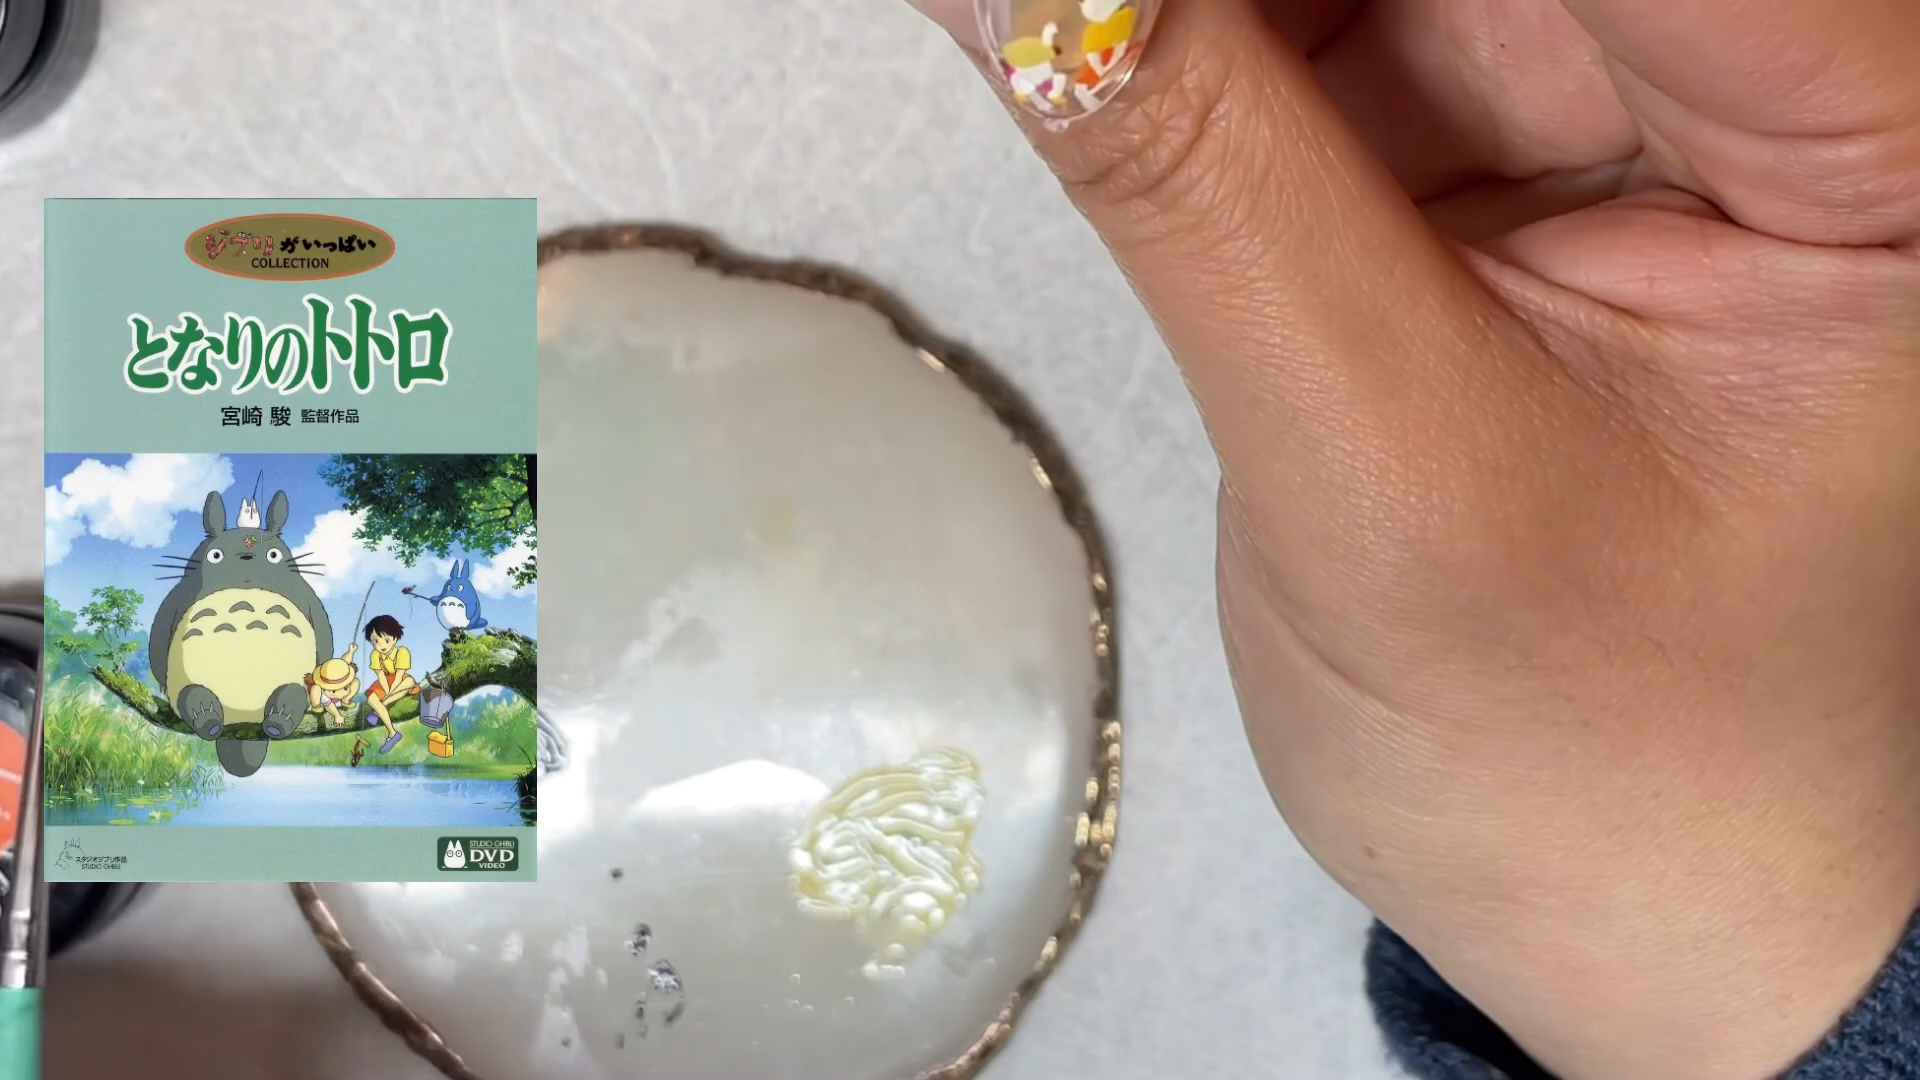 ジブリがいっぱい
COLLECTION
となりのトトロ
宮崎 駿 監督作品
スタジオジブリ作品
STUDIO GHIBLI
STUDIO GHIBLI
DVD
VIDEO